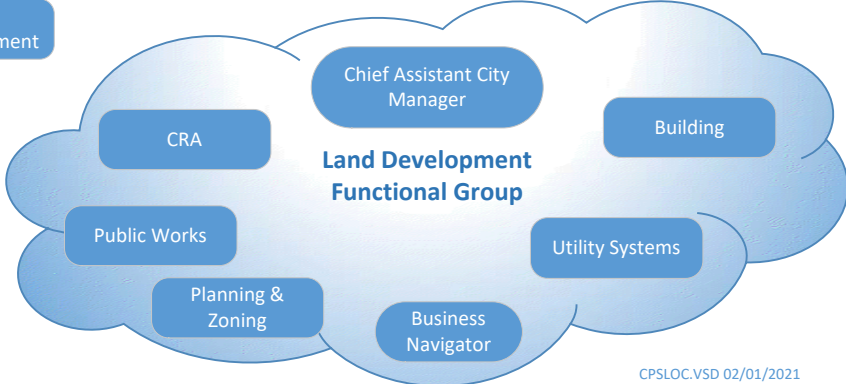 ment
Chief Assistant City
Manager
CRA
Building
Land Development
Functional Group
Public Works
Utility Systems
Planning &
Zoning
Business
Navigator
CPSLOC.VSD 02/01/2021